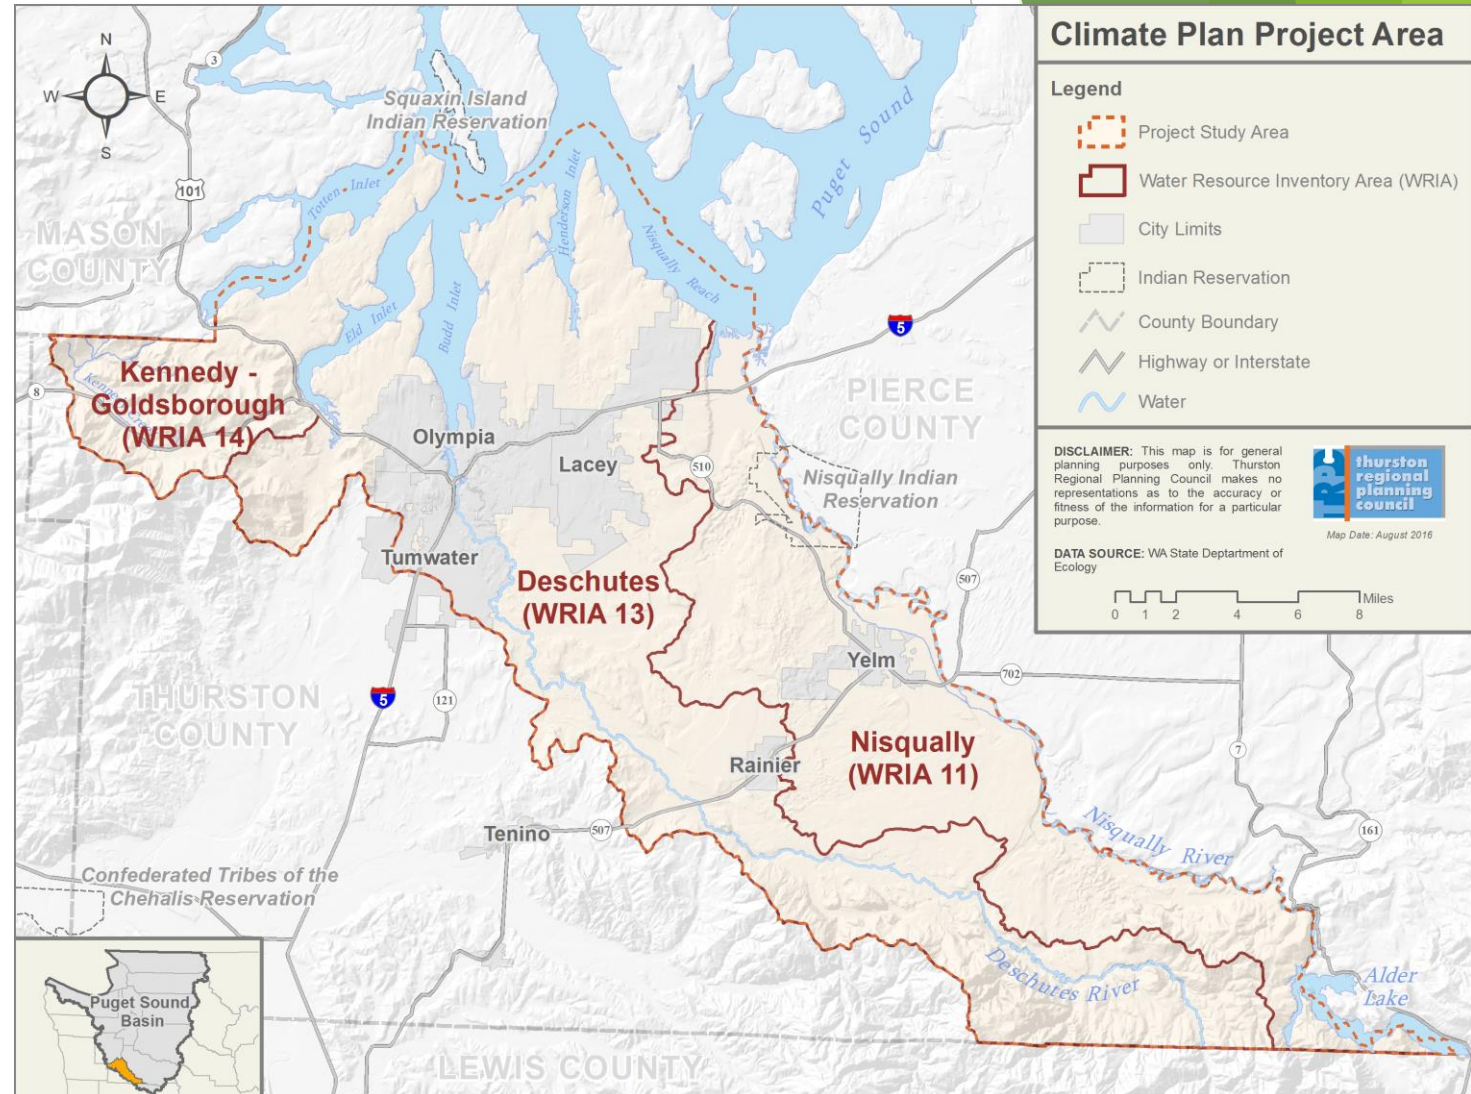 Climate Plan Project Area
Legend
Project Study Area
Water Resource Inventory Area (WRIA)
City Limits
Indian Reservation
County Boundary
Highway or Interstate
Water
DISCLAIMER: This map is for general
planning purposes only. Thurston
Regional Planning Council makes no
representations as to the accuracy or
fitness of the information for a particular
purpose.
TRPC
thurston
regional
planning
council
Map Date: August 2016
DATA SOURCE: WA State Deptartment of
Ecology
Miles
0 1 2 4 6 8
N
W E
S
3
Squaxin Island
Indian Reservation
Puget Sound
101
Totten Inlet
Henderson Inlet
MASON
COUNTY
Nisqually Reach
Eld Inlet
Budd Inlet
5
Kennedy -
Goldsborough
(WRIA 14)
8
PIERCE
COUNTY
Olympia
Lacey
510
Nisqually Indian
Reservation
Tumwater
Deschutes
(WRIA 13)
507
Yelm
702
THURSTON
COUNTY
5
121
Nisqually
(WRIA 11)
7
Rainier
Tenino
507
Nisqually River
161
Confederated Tribes of the
Chehalis Reservation
Deschutes River
Alder
Lake
Puget Sound
Basin
LEWIS COUNTY